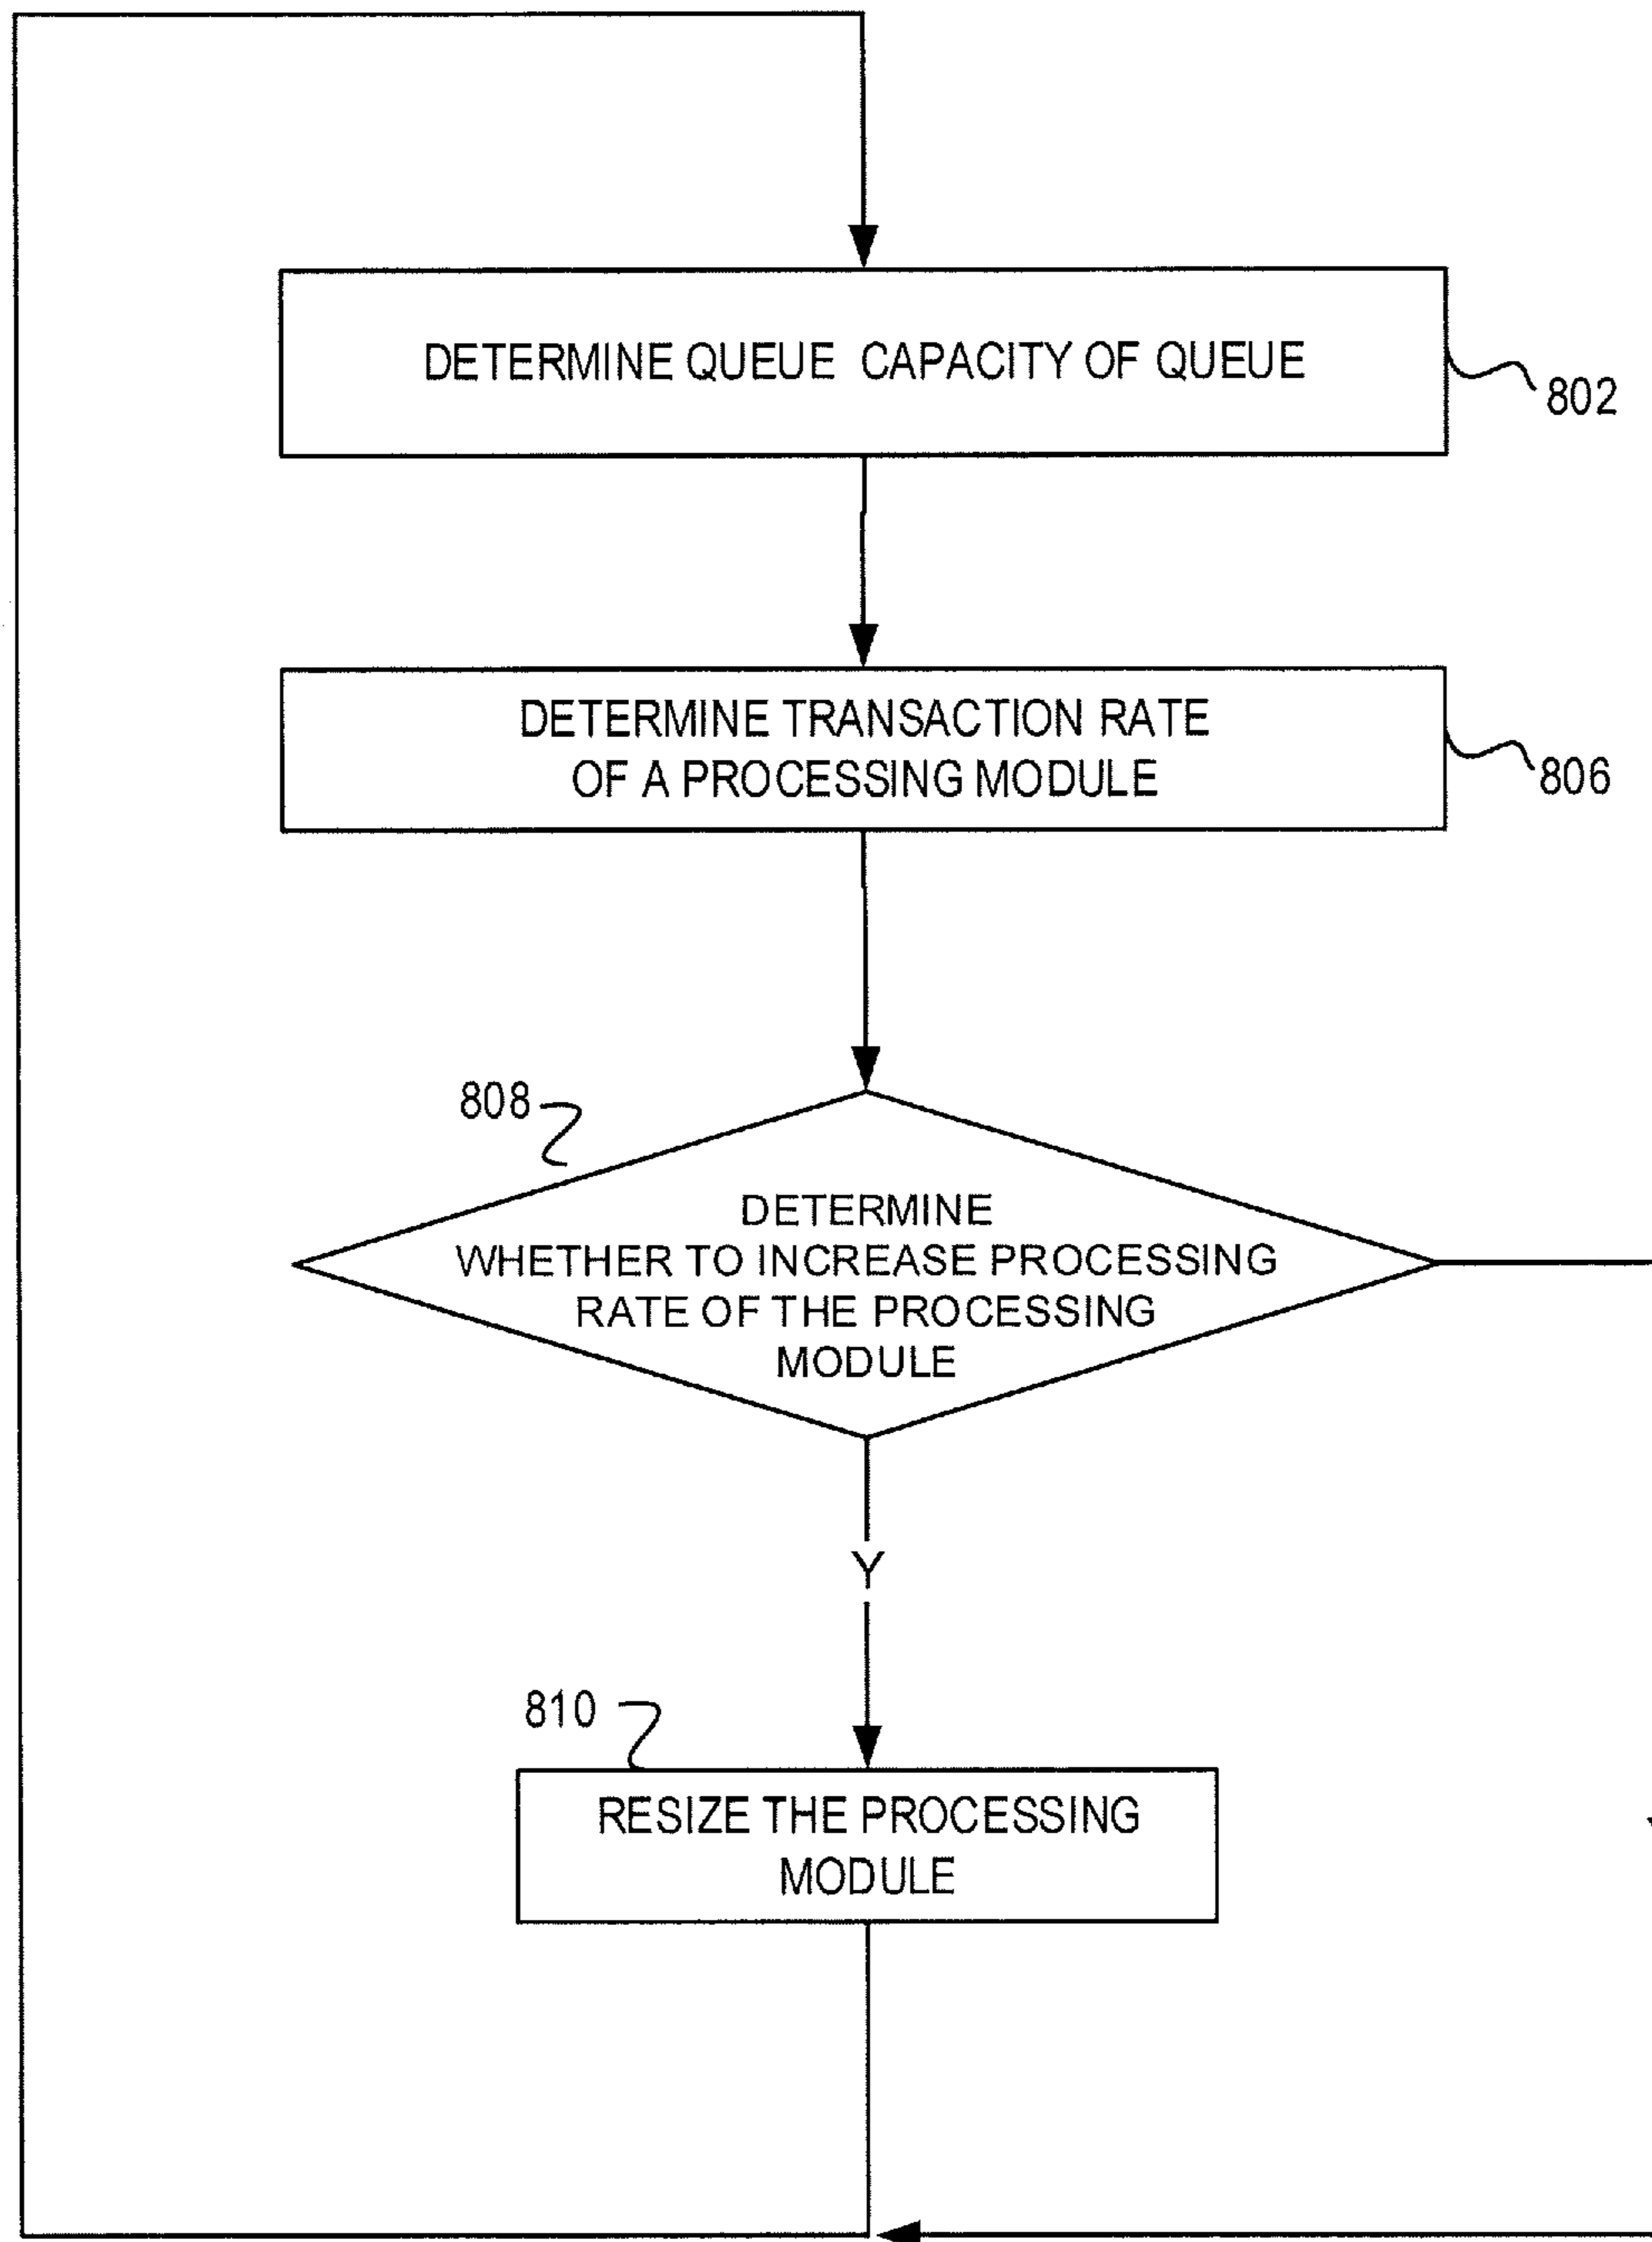 DETERMINE QUEUE CAPACITY OF QUEUE
802
DETERMINE TRANSACTION RATE
OF A PROCESSING MODULE
806
808
DETERMINE
WHETHER TO INCREASE PROCESSING
RATE OF THE PROCESSING
MODULE
Y
810
RESIZE THE PROCESSING
MODULE